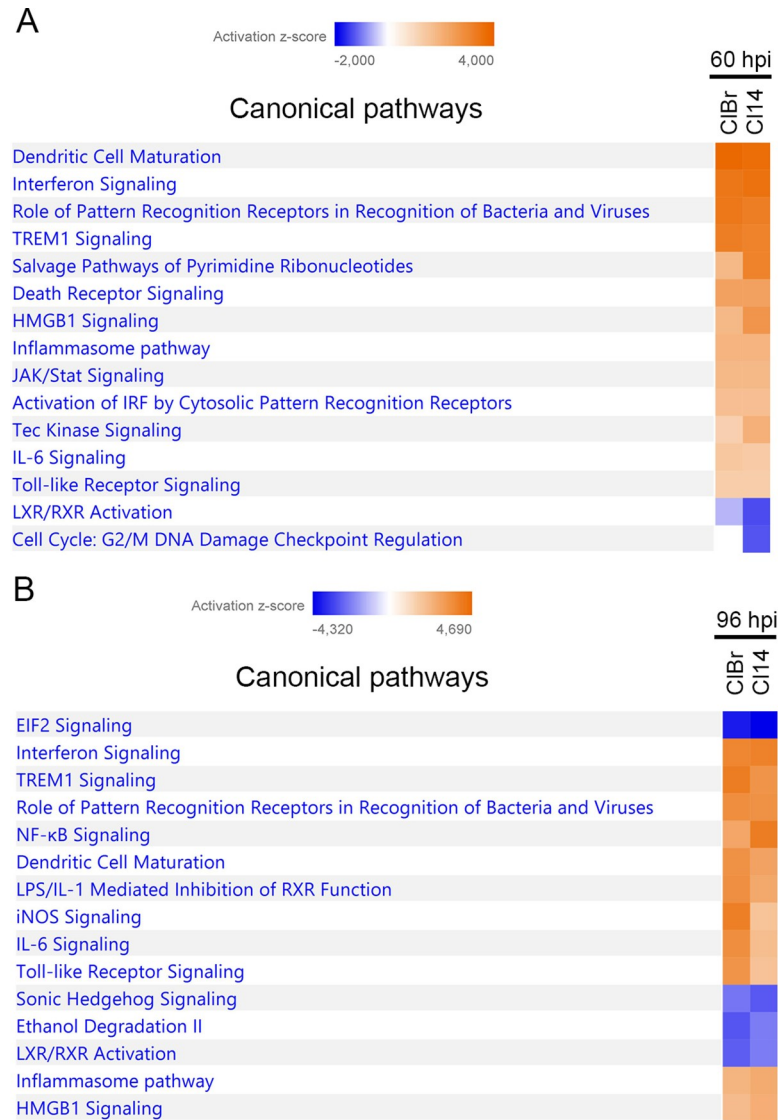 A
Activation z-score
-2,000 4,000
60 hpi
Canonical pathways
ClBr Cl14
Dendritic Cell Maturation
Interferon Signaling
Role of Pattern Recognition Receptors in Recognition of Bacteria and Viruses
TREM1 Signaling
Salvage Pathways of Pyrimidine Ribonucleotides
Death Receptor Signaling
HMGB1 Signaling
Inflammasome pathway
JAK/Stat Signaling
Activation of IRF by Cytosolic Pattern Recognition Receptors
Tec Kinase Signaling
IL-6 Signaling
Toll-like Receptor Signaling
LXR/RXR Activation
Cell Cycle: G2/M DNA Damage Checkpoint Regulation
B
Activation z-score
-4,320 4,690
96 hpi
Canonical pathways
ClBr Cl14
EIF2 Signaling
Interferon Signaling
TREM1 Signaling
Role of Pattern Recognition Receptors in Recognition of Bacteria and Viruses
NF-κB Signaling
Dendritic Cell Maturation
LPS/IL-1 Mediated Inhibition of RXR Function
iNOS Signaling
IL-6 Signaling
Toll-like Receptor Signaling
Sonic Hedgehog Signaling
Ethanol Degradation II
LXR/RXR Activation
Inflammasome pathway
HMGB1 Signaling